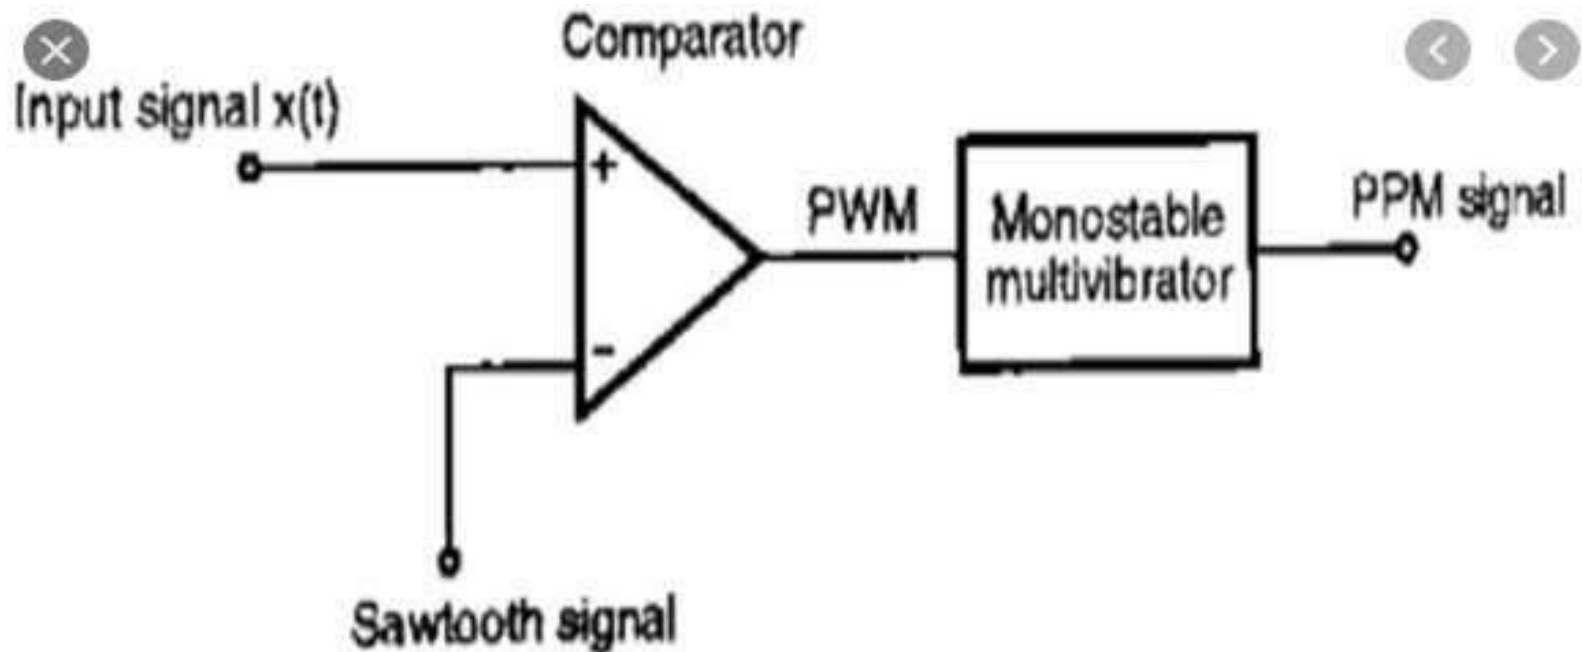 Comparator
Input signal x(t)
+
PWM
Monostable
multivibrator
PPM signal
-
Sawtooth signal